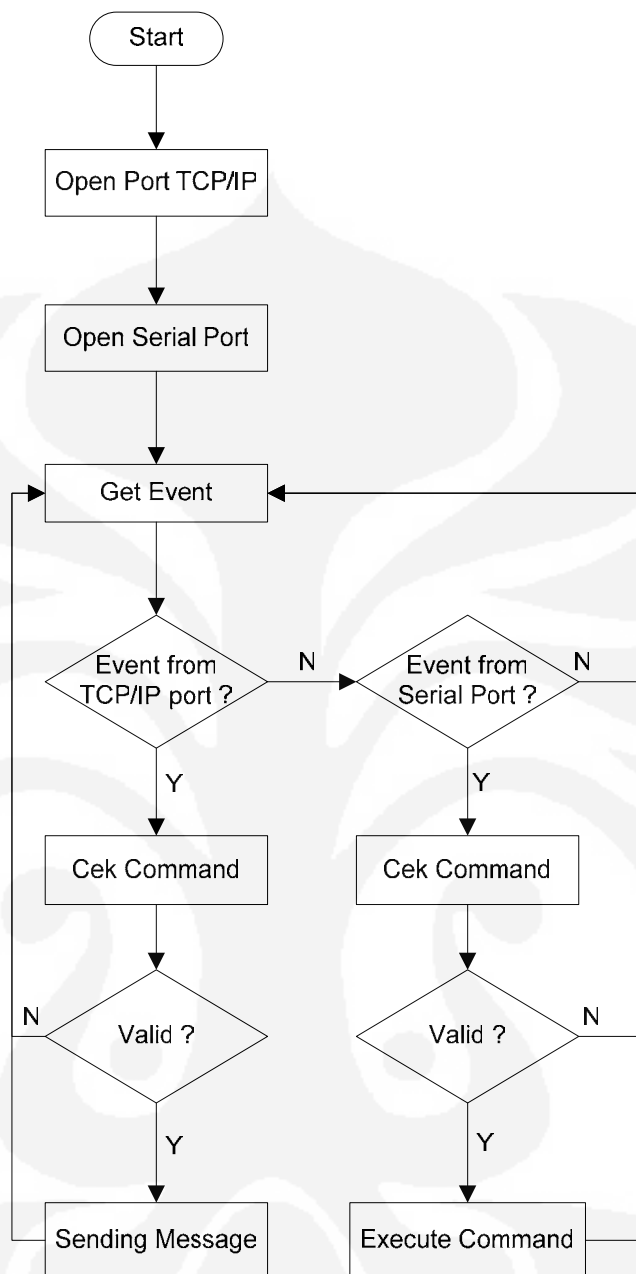 Start
Open Port TCP/IP
Open Serial Port
Get Event
Event from
TCP/IP port ?
N
Event from
Serial Port ?
N
Y
Y
Cek Command
Cek Command
N
Valid ?
Valid ?
N
Y
Y
Sending Message
Execute Command